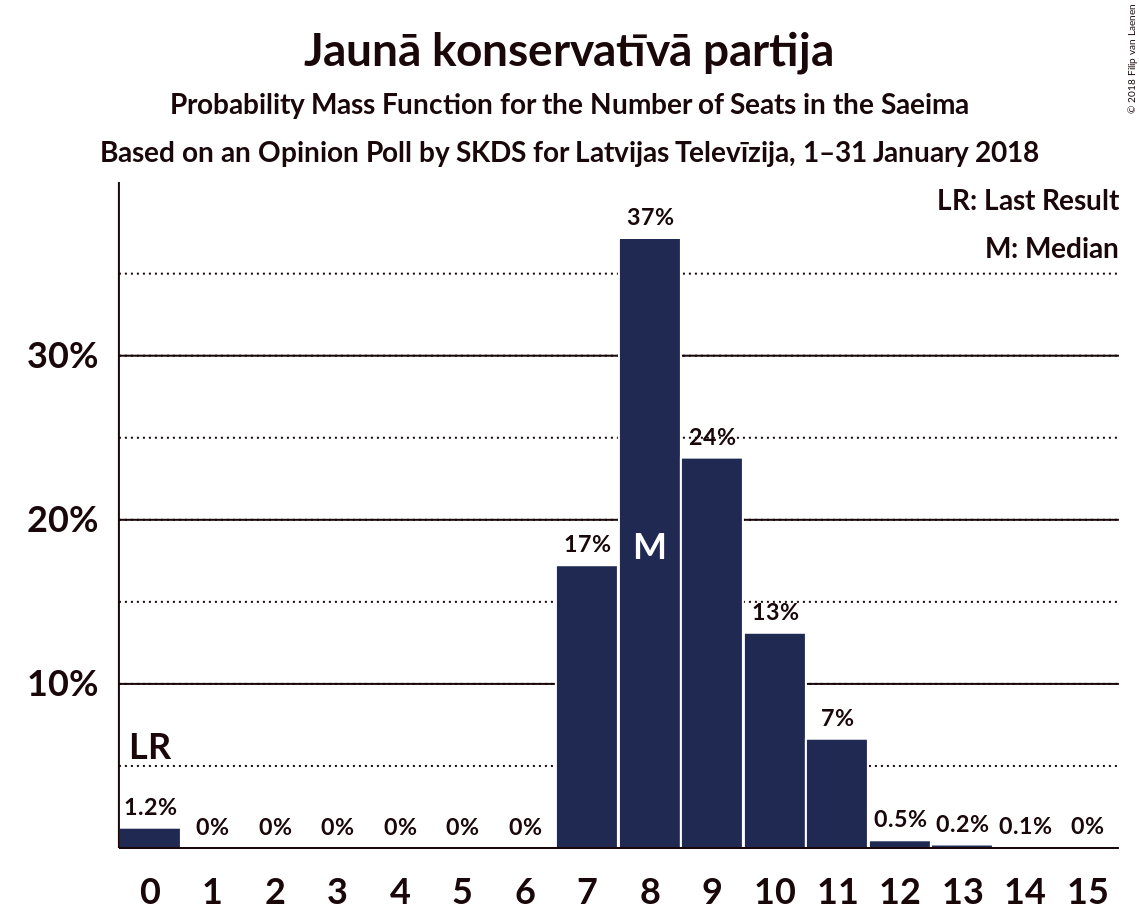 Jaunā konservatīvā partija
Probability Mass Function for the Number of Seats in the Saeima
Based on an Opinion Poll by SKDS for Latvijas Televīzija, 1–31 January 2018
© 2018 Filip van Laenen
LR: Last Result
M: Median
30%
20%
10%
LR
M
1.2%
0%
0%
0%
0%
0%
0%
17%
37%
24%
13%
7%
0.5%
0.2%
0.1%
0%
0 1 2 3 4 5 6 7 8 9 10 11 12 13 14 15